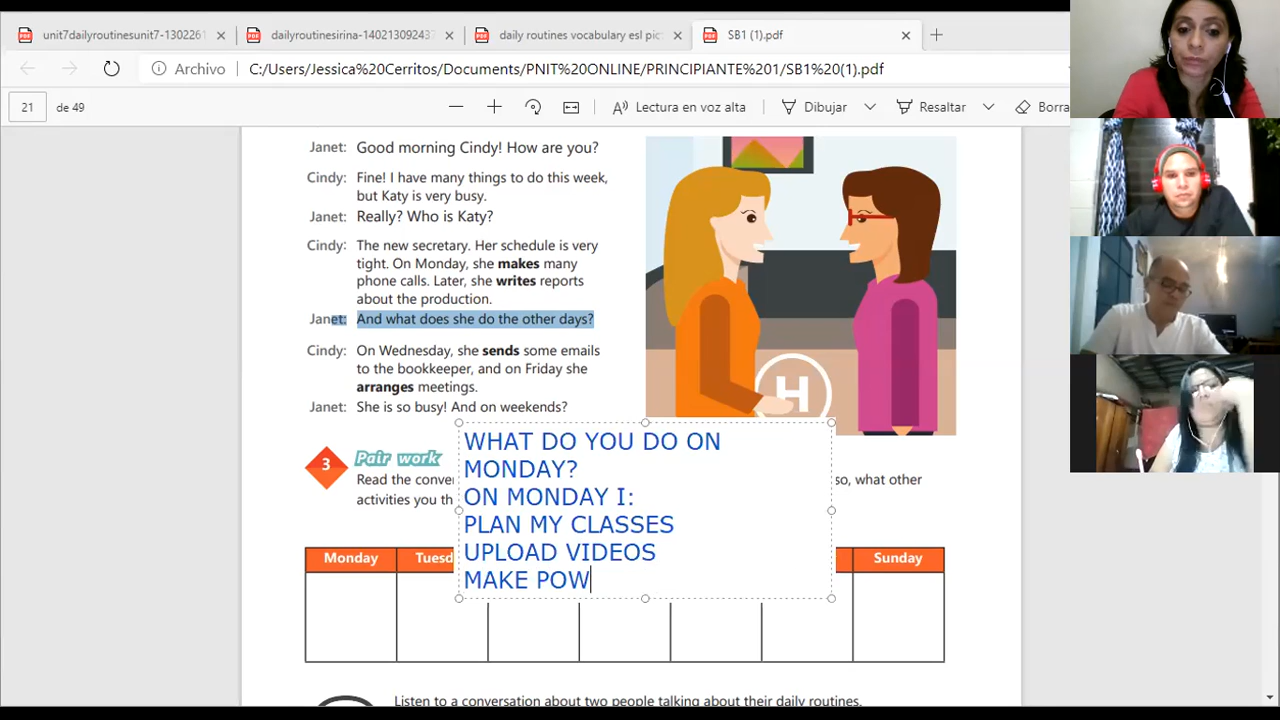 unit7dailyroutinesunit7-1302261
dailyroutinesirina-14021309243
daily routines vocabulary esl pic
SB1 (1).pdf
Archivo
C:/Users/Jessica%20Cerritos/Documents/PNIT%20ONLINE/PRINCIPIANTE%201/SB1%20(1).pdf
21 de 49
Lectura en voz alta
Dibujar
Resaltar
Borra
Janet: Good morning Cindy! How are you?
Cindy: Fine! I have many things to do this week,
but Katy is very busy.
Janet: Really? Who is Katy?
Cindy: The new secretary. Her schedule is very
tight. On Monday, she makes many
phone calls. Later, she writes reports
about the production.
Janet: And what does she do the other days?
Cindy: On Wednesday, she sends some emails
to the bookkeeper, and on Friday she
arranges meetings.
Janet: She is so busy! And on weekends?
H
WHAT DO YOU DO ON
MONDAY?
ON MONDAY I:
PLAN MY CLASSES
UPLOAD VIDEOS
MAKE POW
3 Pair work
Read the conver so, what other
activities you th
Monday Tuesd Sunday
Listen to a conversation about two people talking about their daily routines.